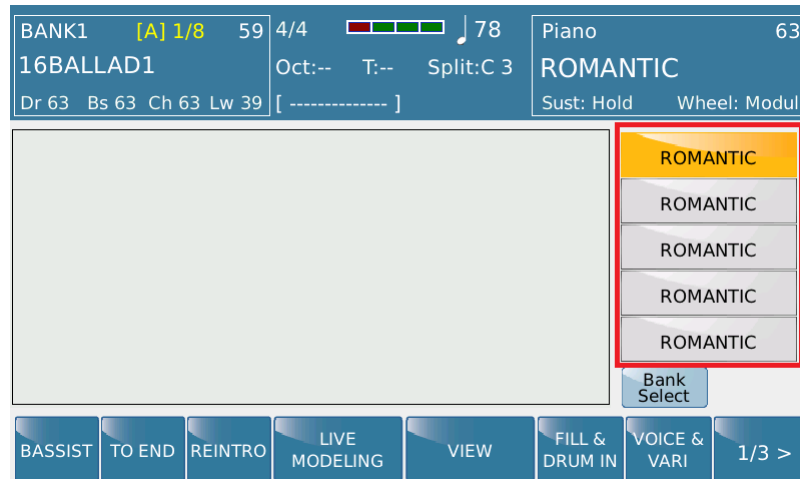 BANK1 [A] 1/8 59
16BALLAD1
Dr 63 Bs 63 Ch 63 Lw 39
4/4 78
Oct:-- T:-- Split:C 3
[ -------------- ]
Piano 63
ROMANTIC
Sust: Hold Wheel: Modul
ROMANTIC
ROMANTIC
ROMANTIC
ROMANTIC
ROMANTIC
Bank
Select
BASSIST
TO END
REINTRO
LIVE
MODELING
VIEW
FILL &
DRUM IN
VOICE &
VARI
1/3 >